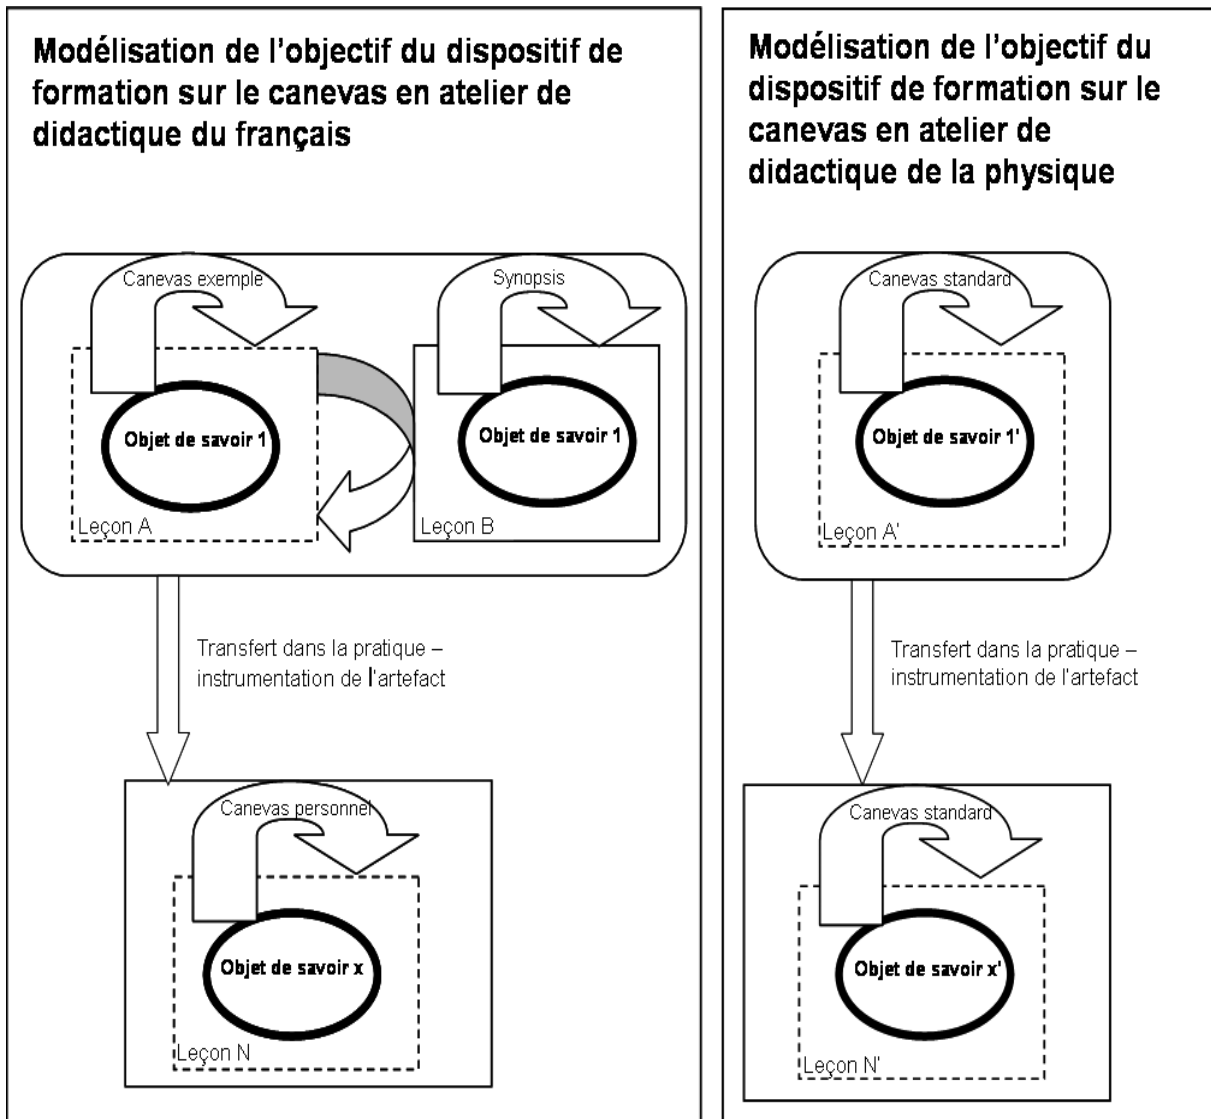 Modélisation de l'objectif du dispositif de
formation sur le canevas en atelier de
didactique du français
Canevas exemple
Synopsis
Objet de savoir 1
Objet de savoir 1
Leçon A
Leçon B
Transfert dans la pratique –
instrumentation de l'artefact
Canevas personnel
Objet de savoir x
Leçon N
Modélisation de l'objectif du
dispositif de formation sur le
canevas en atelier de
didactique de la physique
Canevas standard
Objet de savoir 1'
Leçon A'
Transfert dans la pratique –
instrumentation de l'artefact
Canevas standard
Objet de savoir x'
Leçon N'